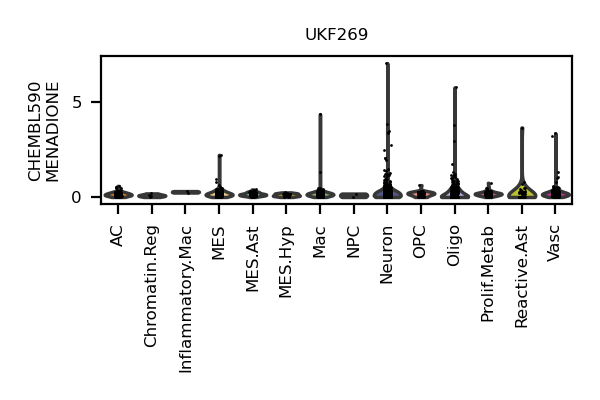 UKF269
CHEMBL590
MENADIONE
5
0
AC
Chromatin.Reg
Inflammatory.Mac
MES
MES.Ast
MES.Hyp
Mac
NPC
Neuron
OPC
Oligo
Prolif.Metab
Reactive.Ast
Vasc